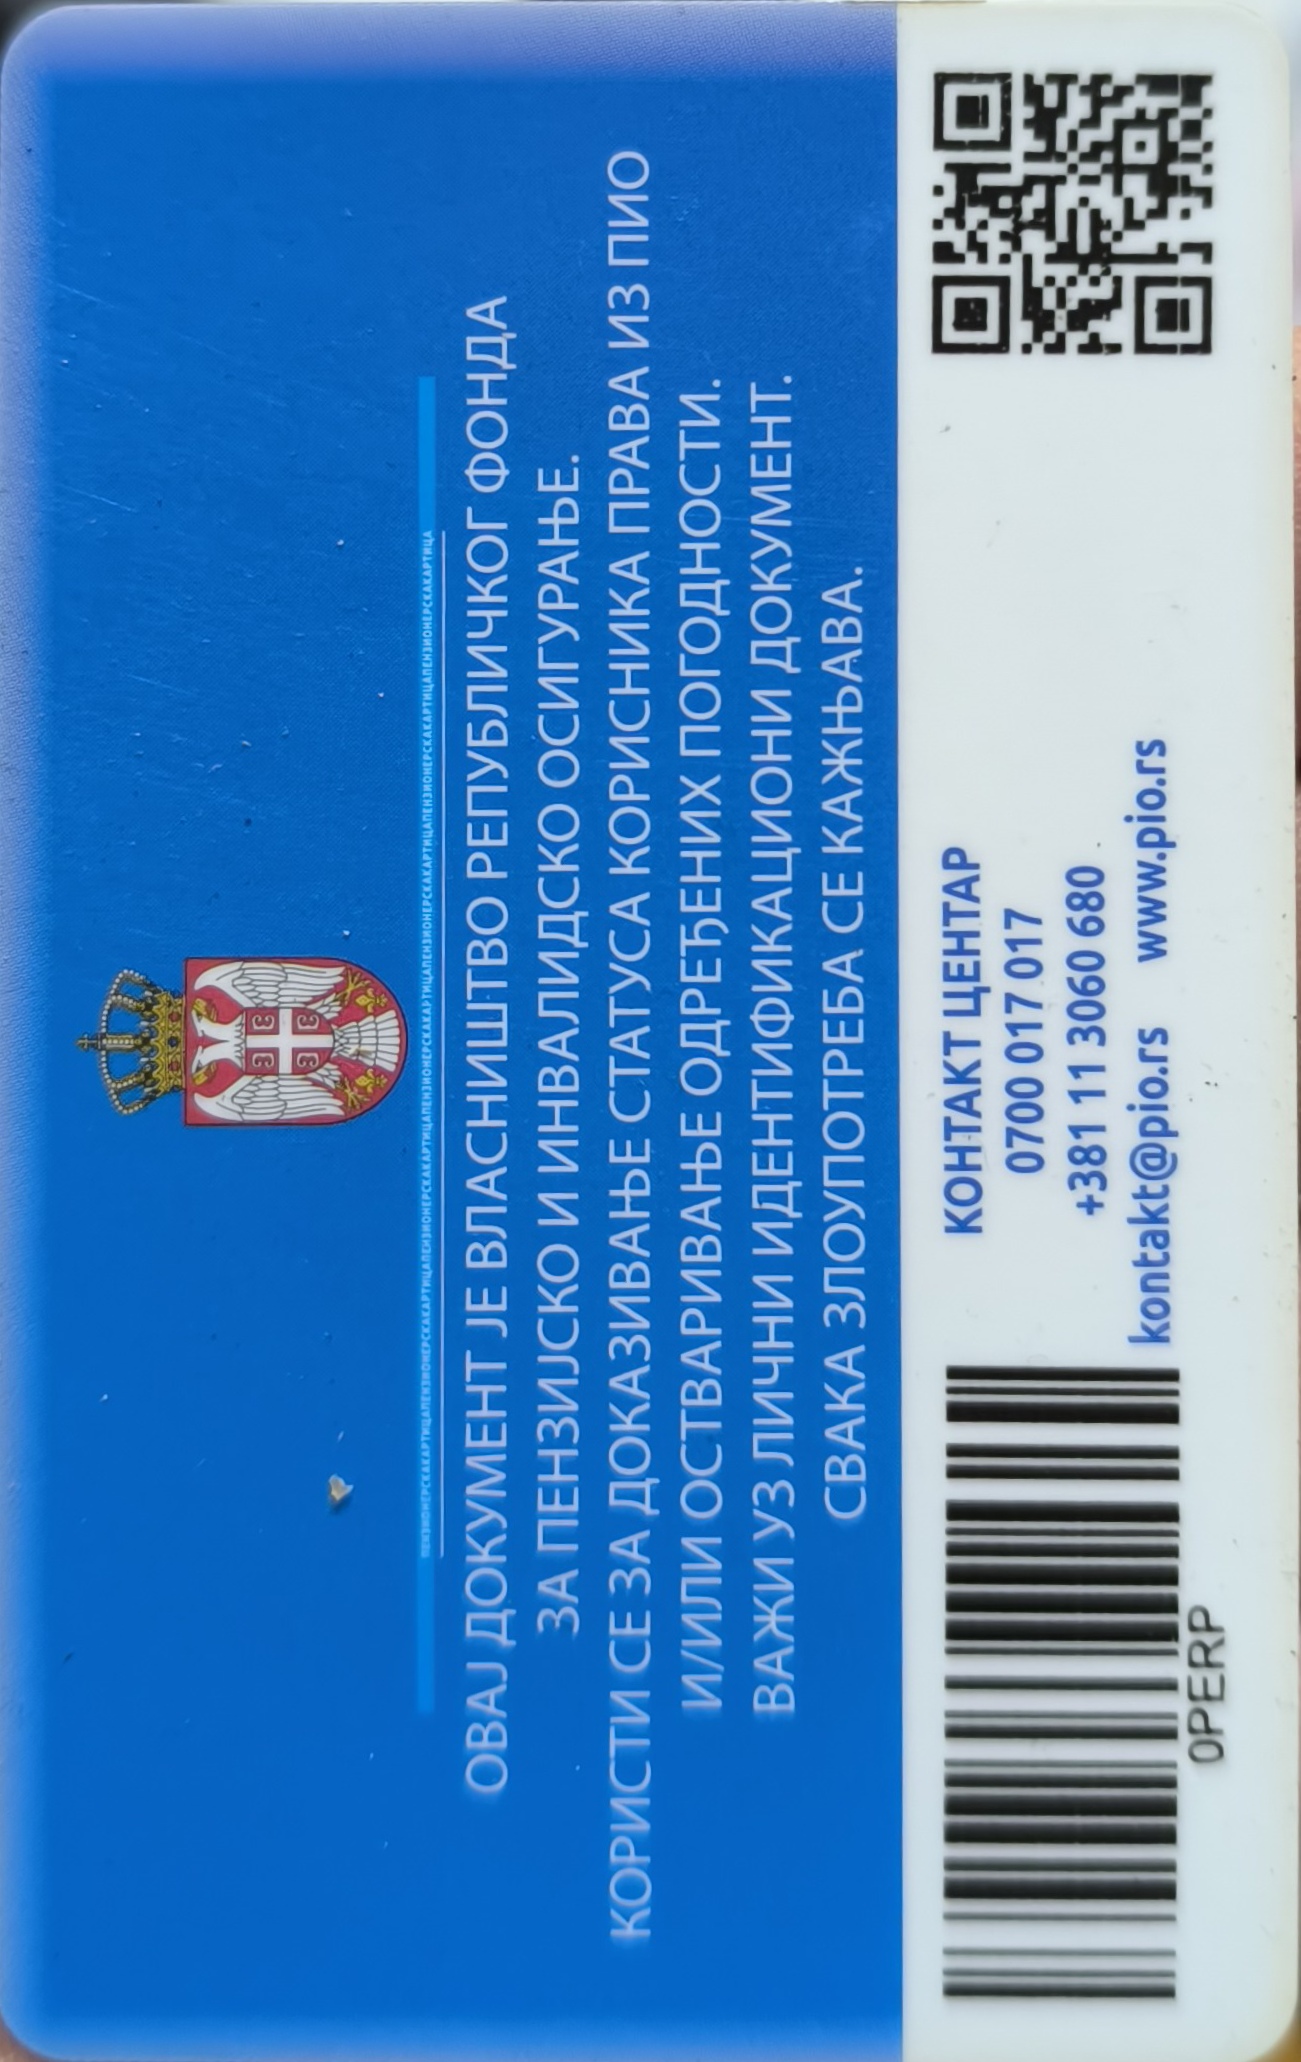 ПЕНЗИОНЕРСКАКАРТИЦАПЕНЗИОНЕРСКАКАРТИЦАПЕНЗИОНЕРСКАКАРТИЦАПЕНЗИОНЕРСКАКАРТИЦАПЕНЗИОНЕРСКАКАРТИЦАПЕНЗИОНЕРСКАКАРТИЦАПЕНЗИОНЕРСКАКАРТИЦА
ОВАЈ ДОКУМЕНТ ЈЕ ВЛАСНИШТВО РЕПУБЛИЧКОГ ФОНДА
ЗА ПЕНЗИЈСКО И ИНВАЛИДСКО ОСИГУРАЊЕ.
КОРИСТИ СЕ ЗА ДОКАЗИВАЊЕ СТАТУСА КОРИСНИКА ПРАВА ИЗ ПИО
И/ИЛИ ОСТВАРИВАЊЕ ОДРЕЂЕНИХ ПОГОДНОСТИ.
ВАЖИ УЗ ЛИЧНИ ИДЕНТИФИКАЦИОНИ ДОКУМЕНТ.
СВАКА ЗЛОУПОТРЕБА СЕ КАЖЊАВА.
КОНТАКТ ЦЕНТАР
0700 017 017
+381 11 3060 680
kontakt@pio.rs www.pio.rs
0PERP